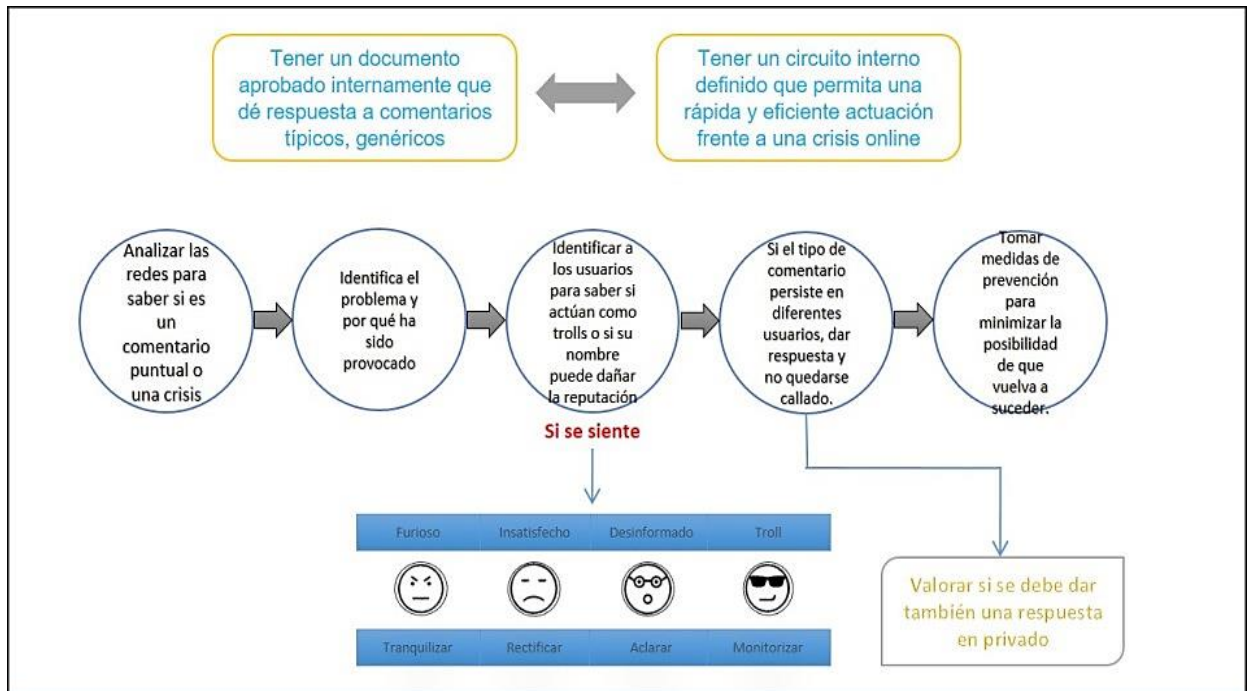 Tener un documento
aprobado internamente que
dé respuesta a comentarios
típicos, genéricos
Tener un circuito interno
definido que permita una
rápida y eficiente actuación
frente a una crisis online
Analizar las
redes para
saber si es
un
comentario
puntual o
una crisis
Identifica el
problema y
por qué ha
sido
provocado
Identificar a
los usuarios
para saber si
actúan como
trolls o si su
nombre
puede dañar
la reputación
Si el tipo de
comentario
persiste en
diferentes
usuarios, dar
respuesta y
no quedarse
callado.
Tomar
medidas de
prevención
para
minimizar la
posibilidad
de que
vuelva a
suceder.
Si se siente
Furioso Insatisfecho Desinformado Troll
Tranquilizar Rectificar Aclarar Monitorizar
Valorar si se debe dar
también una respuesta
en privado